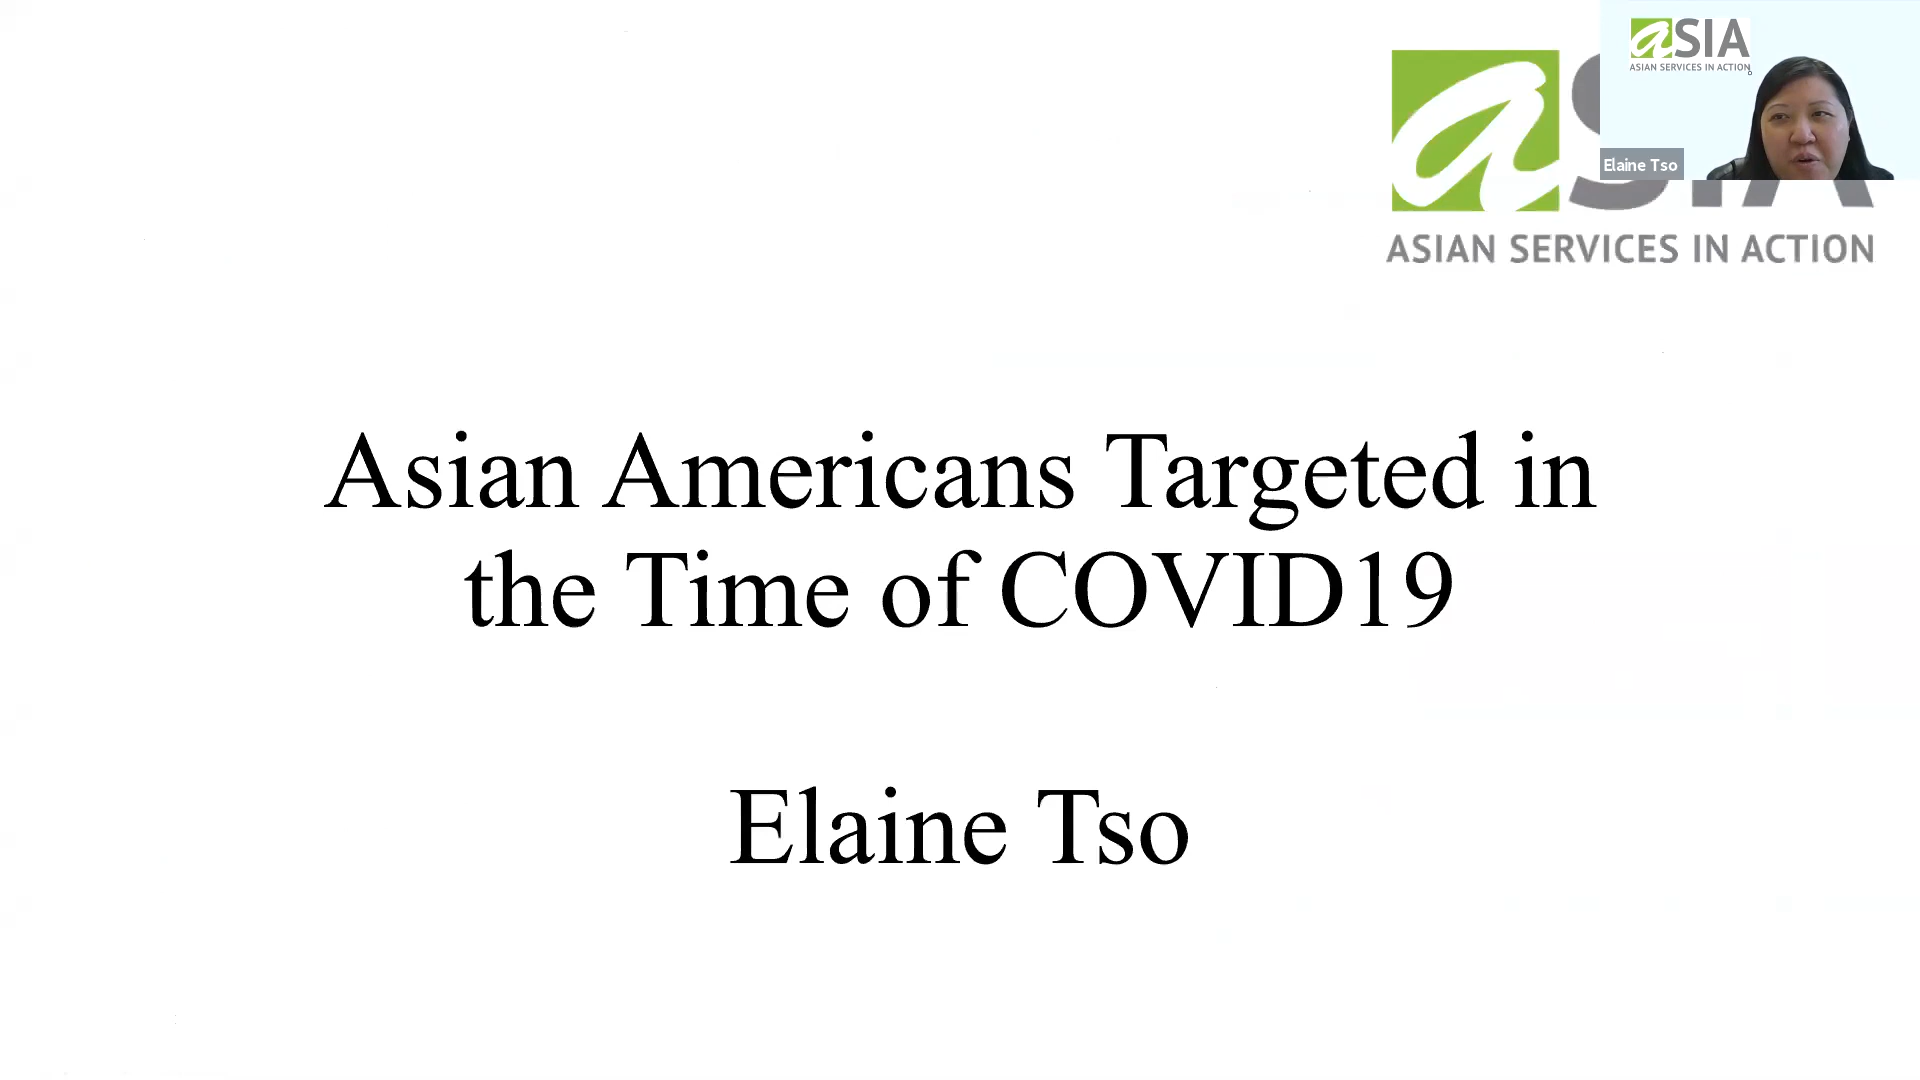 aSIA
ASIAN SERVICES IN ACTION
Elaine Tso
aSIA
ASIAN SERVICES IN ACTION
Asian Americans Targeted in
the Time of COVID19
Elaine Tso